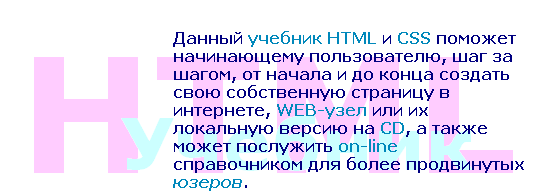 Данный учебник HTML и CSS поможет
начинающему пользователю, шаг за
шагом, от начала и до конца создать
свою собственную страницу в
интернете, WEB-узел или их
локальную версию на CD, а также
может послужить on-line
справочником для более продвинутых
юзеров.
HTML